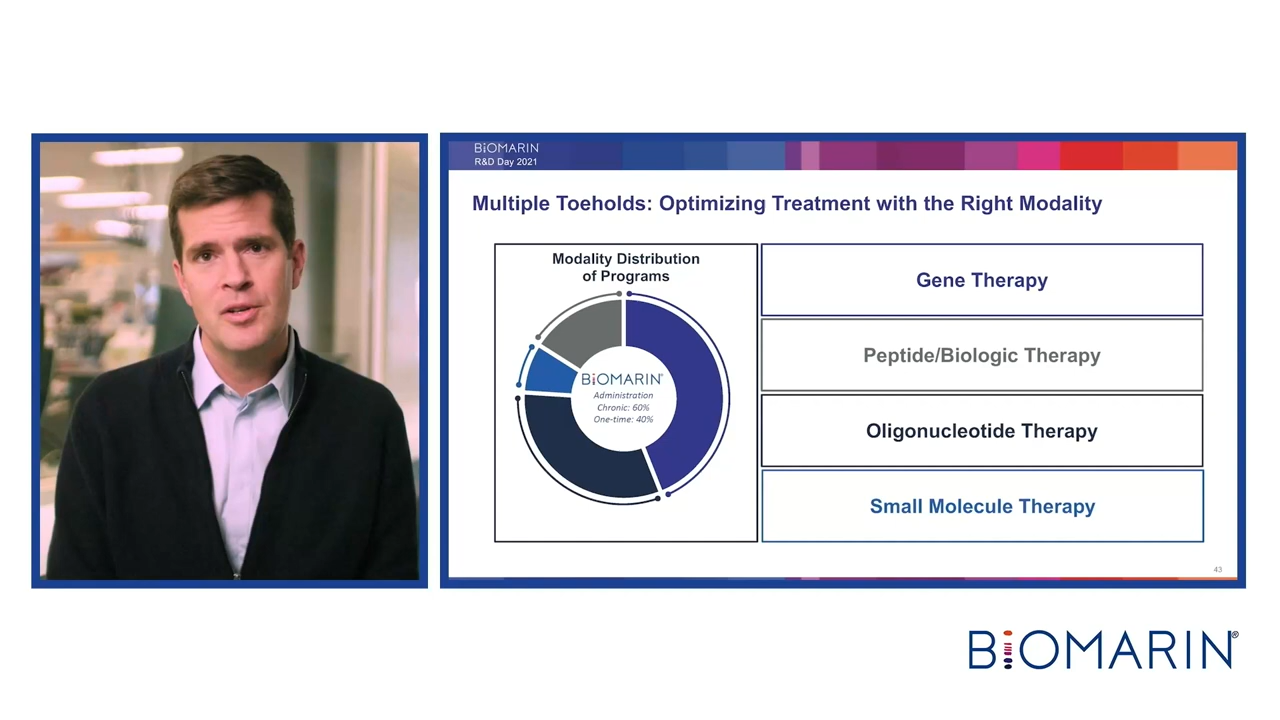 BiOMARIN
R&D Day 2021
Multiple Toeholds: Optimizing Treatment with the Right Modality
Modality Distribution
of Programs
BiOMARIN®
Administration
Chronic: 60%
One-time: 40%
Gene Therapy
Peptide/Biologic Therapy
Oligonucleotide Therapy
Small Molecule Therapy
43
BiOMARIN®